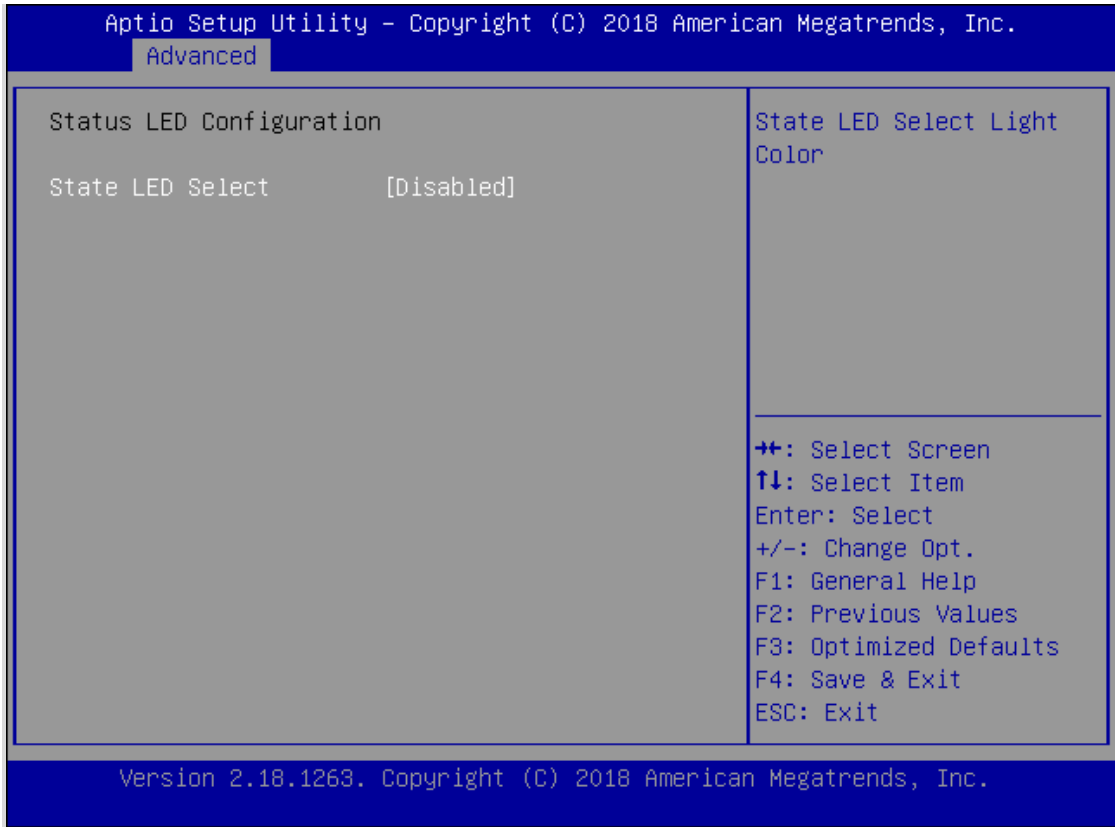 Aptio Setup Utility – Copyright (C) 2018 American Megatrends, Inc.
Advanced
Status LED Configuration
State LED Select [Disabled]
State LED Select Light
Color
→←: Select Screen
↑↓: Select Item
Enter: Select
+/-: Change Opt.
F1: General Help
F2: Previous Values
F3: Optimized Defaults
F4: Save & Exit
ESC: Exit
Version 2.18.1263. Copyright (C) 2018 American Megatrends, Inc.